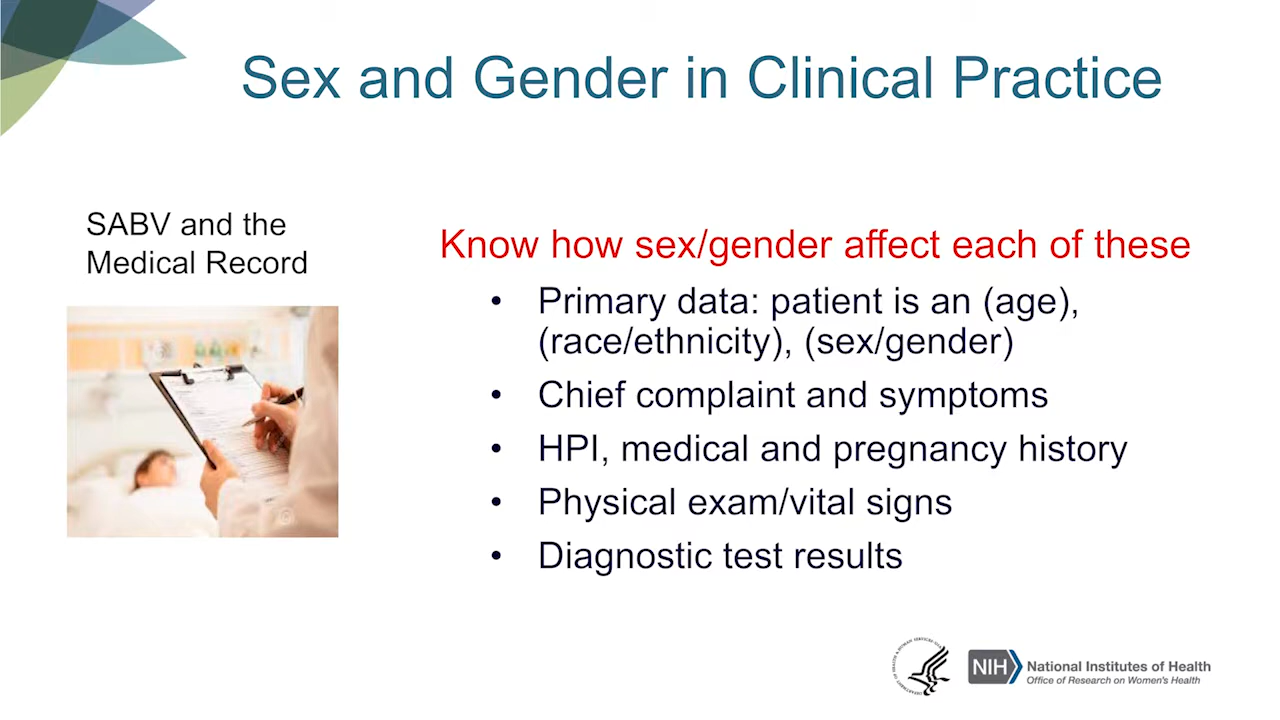 Sex and Gender in Clinical Practice
SABV and the
Medical Record
Know how sex/gender affect each of these
• Primary data: patient is an (age),
(race/ethnicity), (sex/gender)
• Chief complaint and symptoms
• HPI, medical and pregnancy history
• Physical exam/vital signs
• Diagnostic test results
NIH
National Institutes of Health
Office of Research on Women's Health